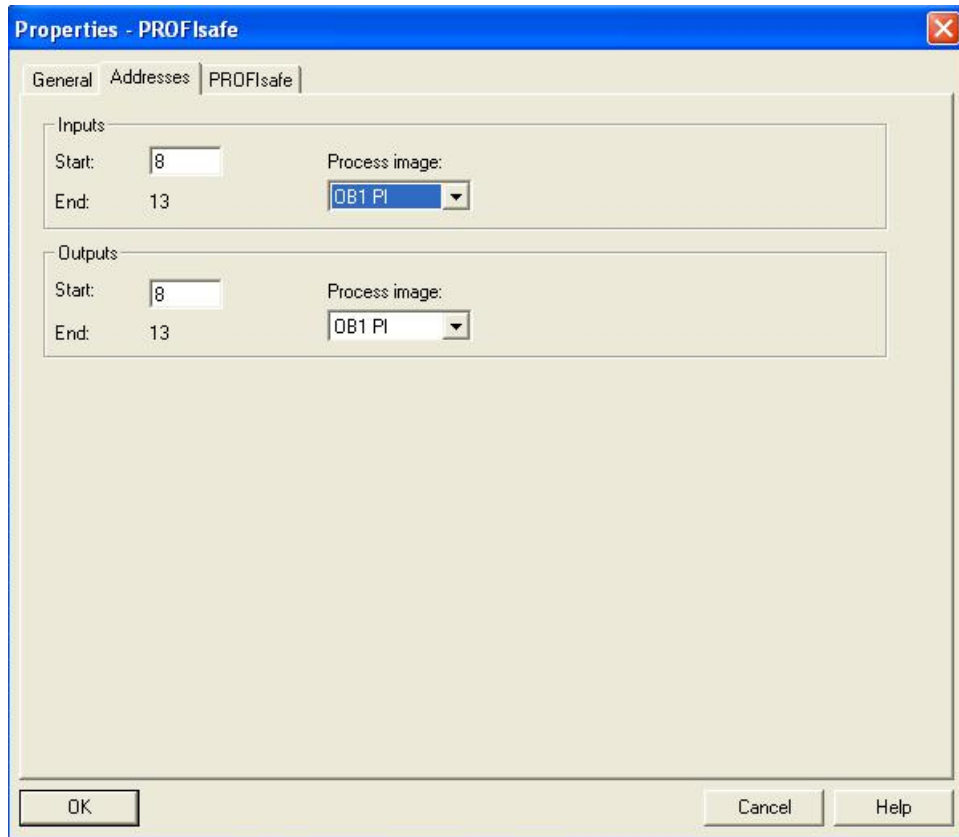 Properties - PROFIsafe
General Addresses PROFIsafe
Inputs
Start: 8 Process image:
End: 13 OB1 PI
Outputs
Start: 8 Process image:
End: 13 OB1 PI
OK Cancel Help